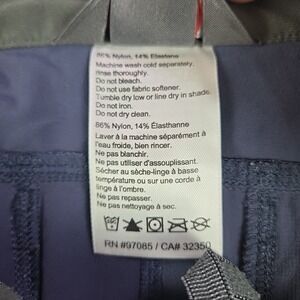 86% Nylon, 14% Elastane
Machine wash cold separately,
rinse thoroughly.
Do not bleach.
Do not use fabric softener.
Tumble dry low or line dry in shade.
Do not iron.
Do not dry clean.
86% Nylon, 14% Élasthanne
Laver à la machine séparément à
l'eau froide, bien rincer.
Ne pas blanchir.
Ne pas utiliser d'assouplissant.
Sécher au sèche-linge à basse
température ou sur une corde à
linge à l'ombre.
Ne pas repasser.
Ne pas nettoyage à sec.
RN #97085 / CA# 32350